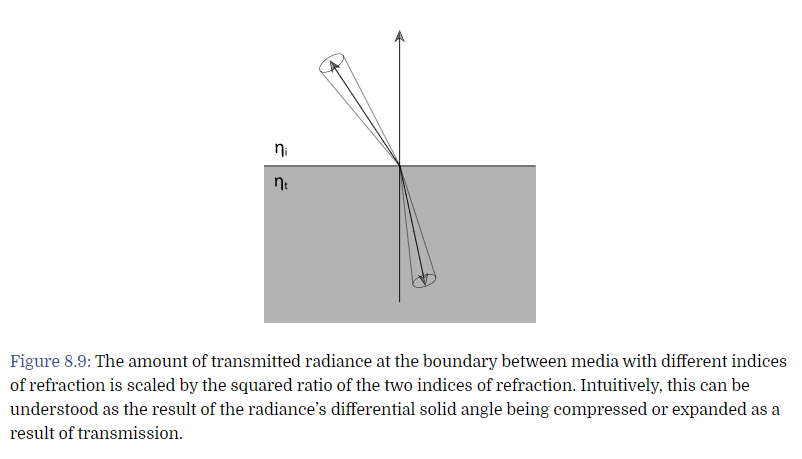 ηi
ηt
Figure 8.9: The amount of transmitted radiance at the boundary between media with different indices
of refraction is scaled by the squared ratio of the two indices of refraction. Intuitively, this can be
understood as the result of the radiance’s differential solid angle being compressed or expanded as a
result of transmission.